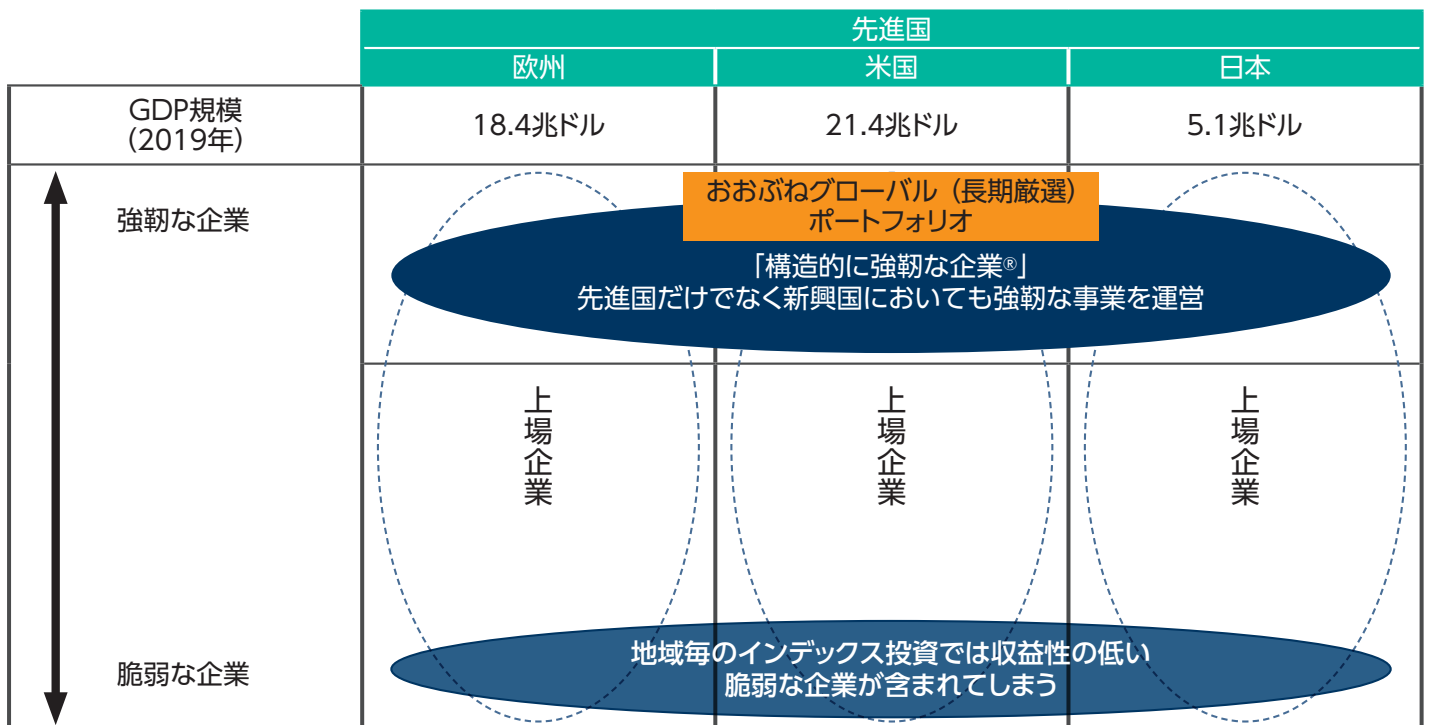 先進国
欧州
米国
日本
GDP規模
(2019年)
18.4兆ドル
21.4兆ドル
5.1兆ドル
強靭な企業
おおぶねグローバル(長期厳選)
ポートフォリオ
「構造的に強靭な企業®」
先進国だけでなく新興国においても強靭な事業を運営
上場企業
上場企業
上場企業
脆弱な企業
地域毎のインデックス投資では収益性の低い
脆弱な企業が含まれてしまう